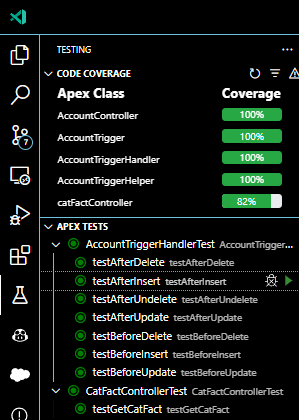 TESTING
CODE COVERAGE
Apex Class Coverage
AccountController 100%
AccountTrigger 100%
AccountTriggerHandler 100%
AccountTriggerHelper 100%
catFactController 82%
7
APEX TESTS
AccountTriggerHandlerTest AccountTrigger...
testAfterDelete testAfterDelete
testAfterInsert testAfterInsert
testAfterUndelete testAfterUndelete
testAfterUpdate testAfterUpdate
testBeforeDelete testBeforeDelete
testBeforeInsert testBeforeInsert
testBeforeUpdate testBeforeUpdate
CatFactControllerTest CatFactControllerTest
testGetCatFact testGetCatFact